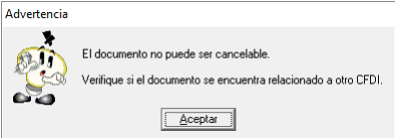 Advertencia
El documento no puede ser cancelable.
Verifique si el documento se encuentra relacionado a otro CFDI.
Aceptar